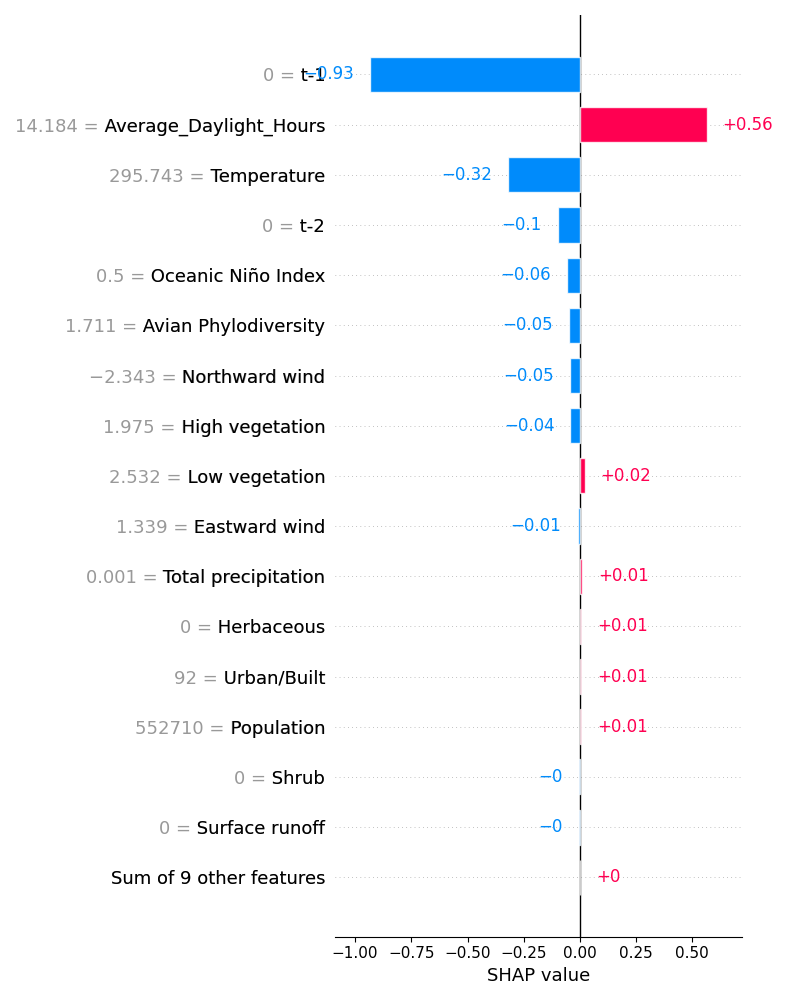 0 = t-1 −0.93
14.184 = Average_Daylight_Hours +0.56
295.743 = Temperature −0.32
0 = t-2 −0.1
0.5 = Oceanic Niño Index −0.06
1.711 = Avian Phylodiversity −0.05
−2.343 = Northward wind −0.05
1.975 = High vegetation −0.04
2.532 = Low vegetation +0.02
1.339 = Eastward wind −0.01
0.001 = Total precipitation +0.01
0 = Herbaceous +0.01
92 = Urban/Built +0.01
552710 = Population +0.01
0 = Shrub −0
0 = Surface runoff −0
Sum of 9 other features +0
−1.00 −0.75 −0.50 −0.25 0.00 0.25 0.50
SHAP value